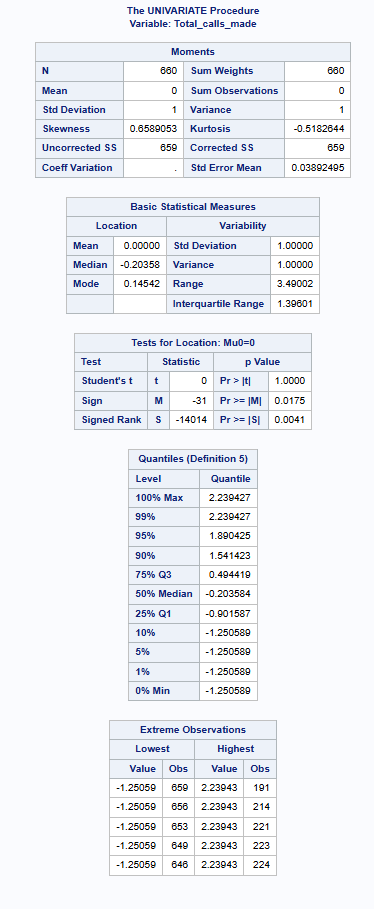 The UNIVARIATE Procedure
Variable: Total_calls_made
Moments
N 660 Sum Weights 660
Mean 0 Sum Observations 0
Std Deviation 1 Variance 1
Skewness 0.6589053 Kurtosis -0.5182644
Uncorrected SS 659 Corrected SS 659
Coeff Variation . Std Error Mean 0.03892495
Basic Statistical Measures
Location Variability
Mean 0.00000 Std Deviation 1.00000
Median -0.20358 Variance 1.00000
Mode 0.14542 Range 3.49002
Interquartile Range 1.39601
Tests for Location: Mu0=0
Test Statistic p Value
Student's t t 0 Pr > |t| 1.0000
Sign M -31 Pr >= |M| 0.0175
Signed Rank S -14014 Pr >= |S| 0.0041
Quantiles (Definition 5)
Level Quantile
100% Max 2.239427
99% 2.239427
95% 1.890425
90% 1.541423
75% Q3 0.494419
50% Median -0.203584
25% Q1 -0.901587
10% -1.250589
5% -1.250589
1% -1.250589
0% Min -1.250589
Extreme Observations
Lowest Highest
Value Obs Value Obs
-1.25059 659 2.23943 191
-1.25059 656 2.23943 214
-1.25059 653 2.23943 221
-1.25059 649 2.23943 223
-1.25059 646 2.23943 224